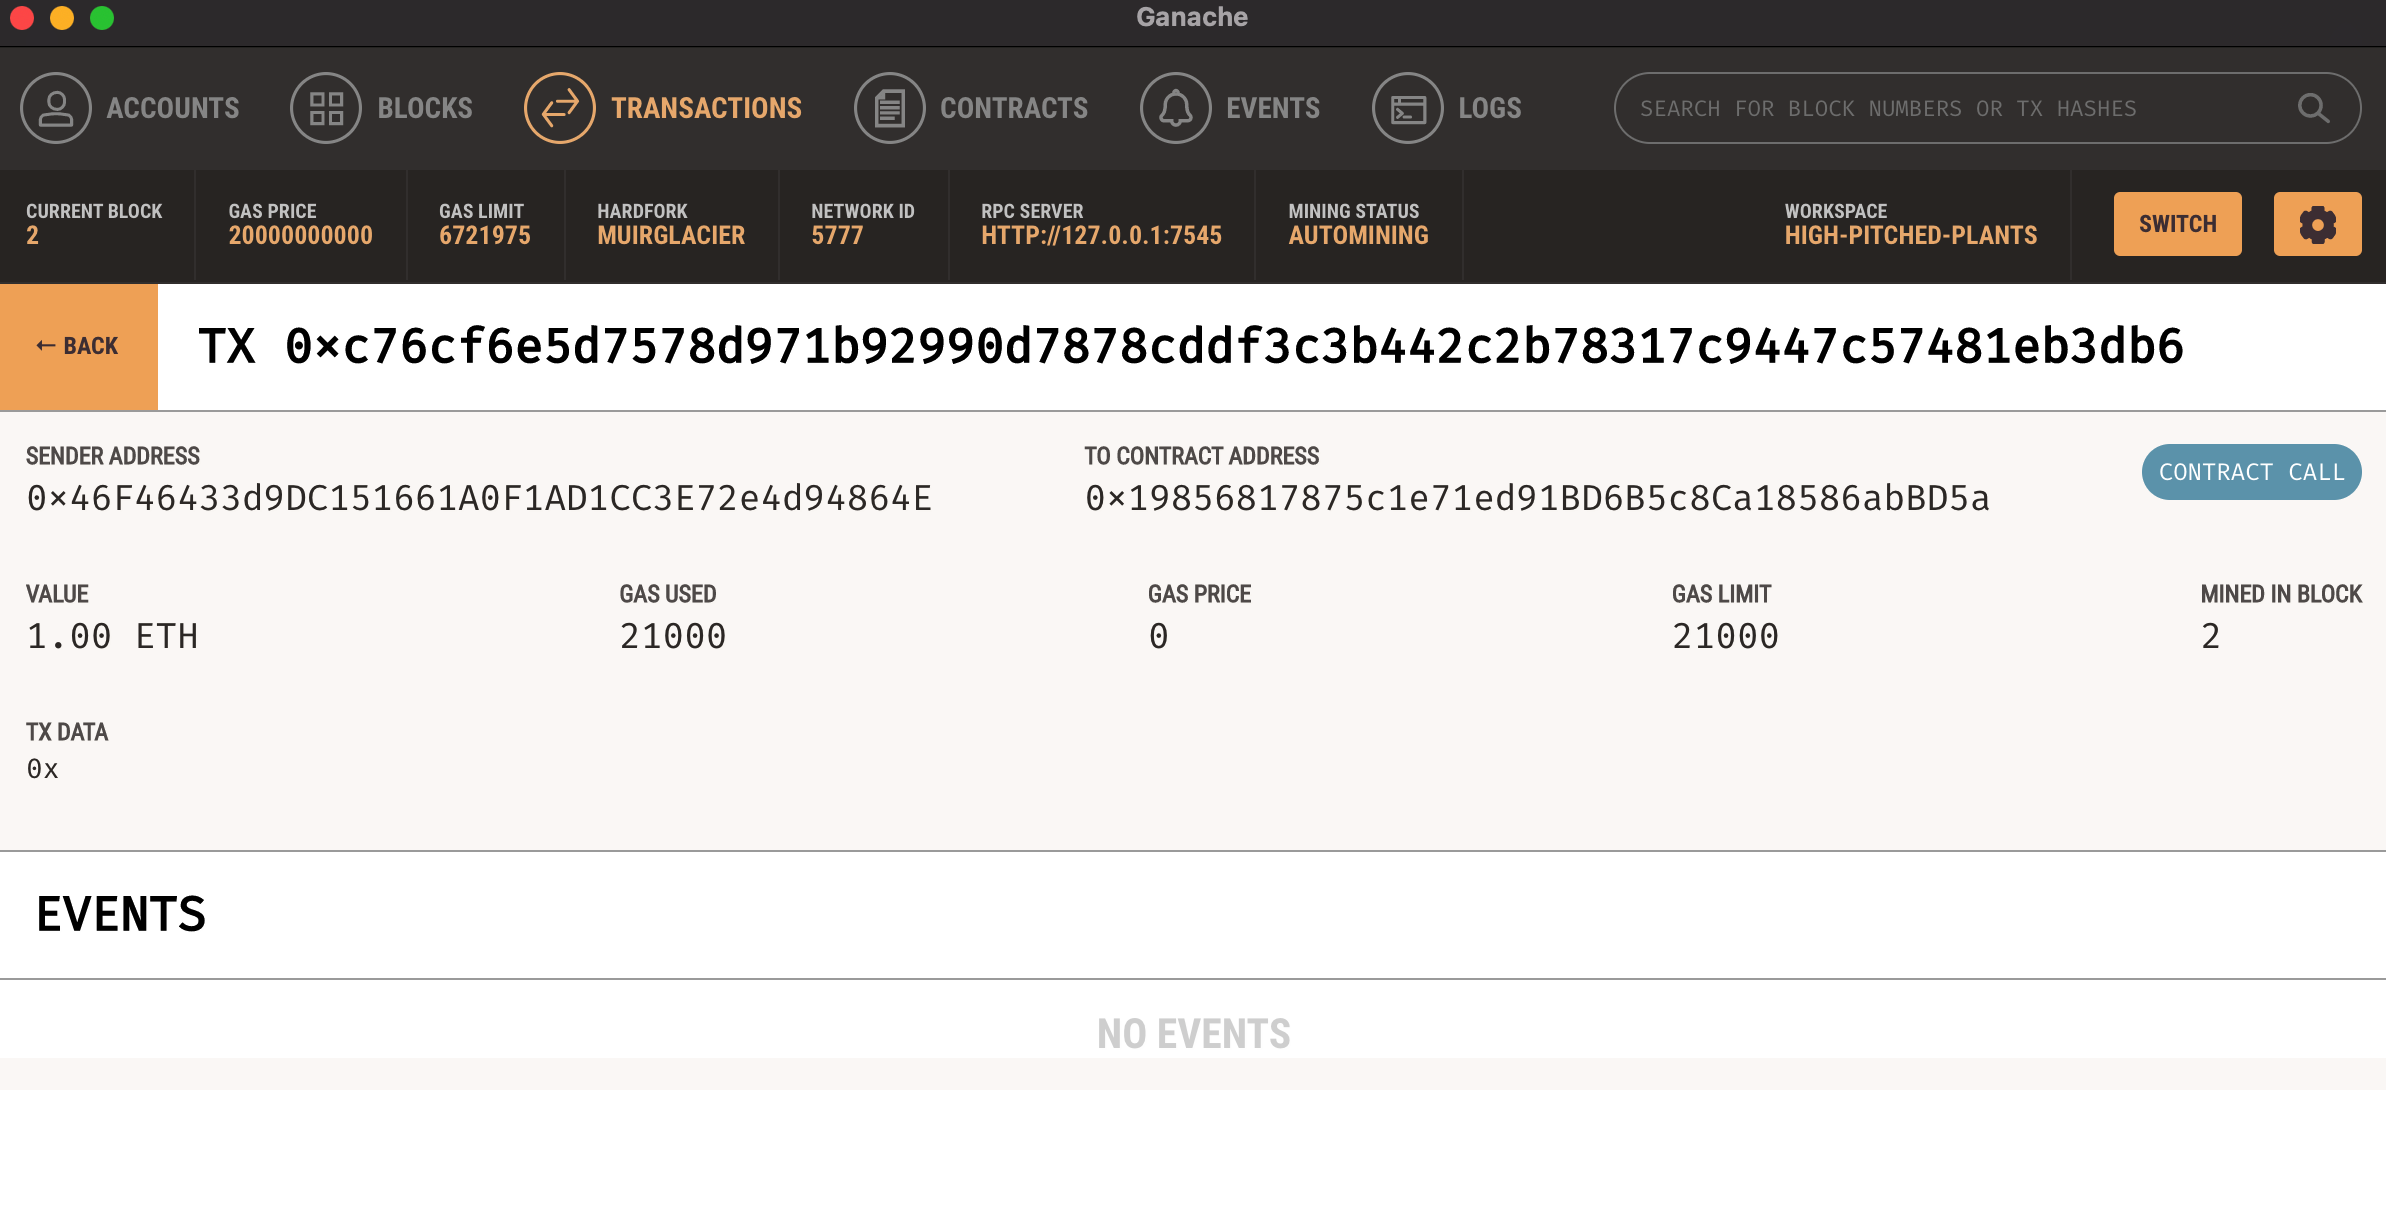 Ganache
ACCOUNTS BLOCKS TRANSACTIONS CONTRACTS EVENTS LOGS SEARCH FOR BLOCK NUMBERS OR TX HASHES
CURRENT BLOCK GAS PRICE GAS LIMIT HARDFORK NETWORK ID RPC SERVER MINING STATUS WORKSPACE
2 20000000000 6721975 MUIRGLACIER 5777 HTTP://127.0.0.1:7545 AUTOMINING HIGH-PITCHED-PLANTS SWITCH
← BACK TX 0×c76cf6e5d7578d971b92990d7878cddf3c3b442c2b78317c9447c57481eb3db6
SENDER ADDRESS TO CONTRACT ADDRESS
0×46F46433d9DC151661A0F1AD1CC3E72e4d94864E 0×19856817875c1e71ed91BD6B5c8Ca18586abBD5a CONTRACT CALL
VALUE GAS USED GAS PRICE GAS LIMIT MINED IN BLOCK
1.00 ETH 21000 0 21000 2
TX DATA
0x
EVENTS
NO EVENTS